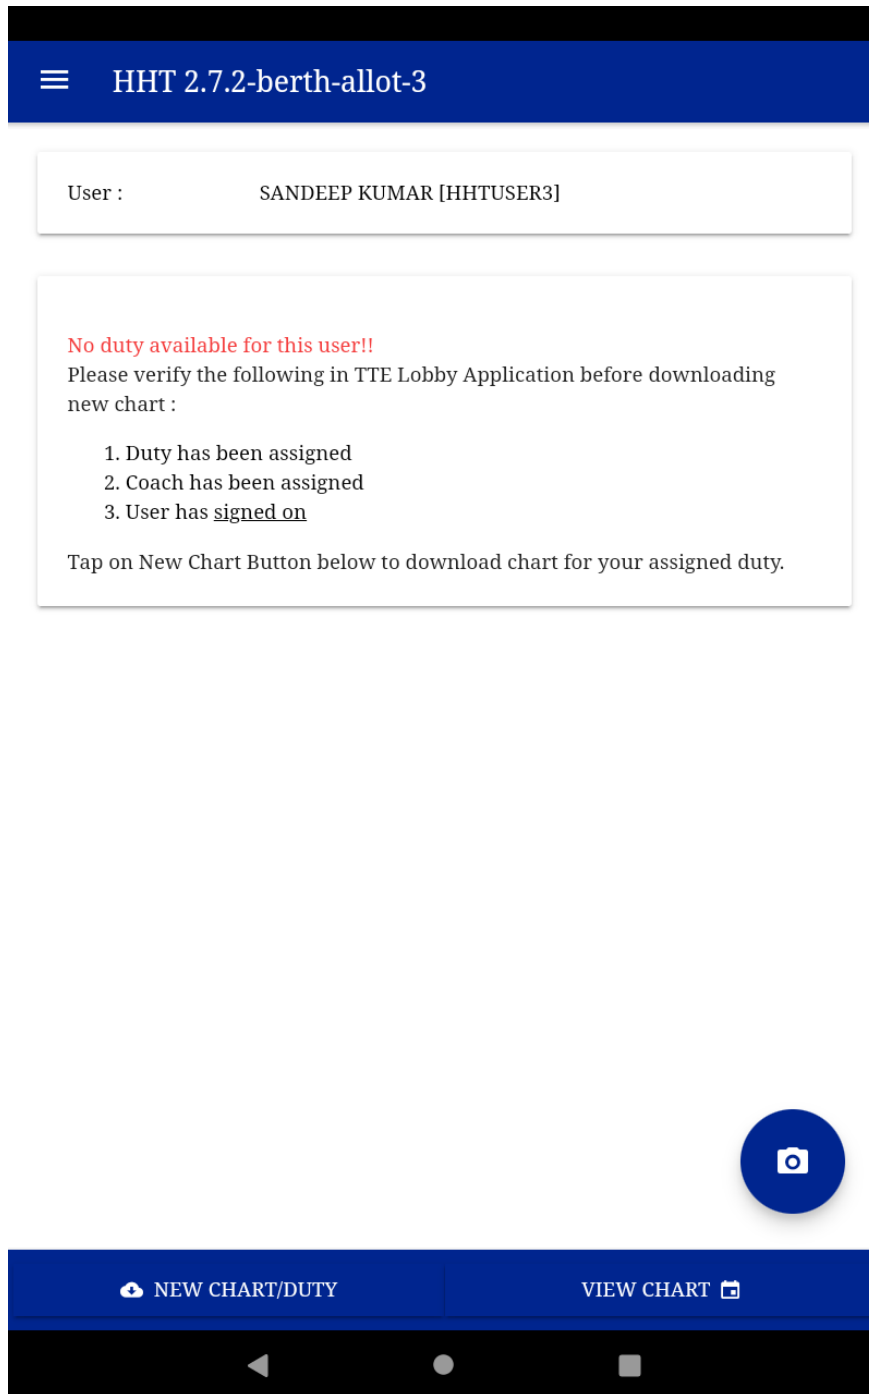 HHT 2.7.2-berth-allot-3
User : SANDEEP KUMAR [HHTUSER3]
No duty available for this user!!
Please verify the following in TTE Lobby Application before downloading
new chart :
1. Duty has been assigned
2. Coach has been assigned
3. User has signed on
Tap on New Chart Button below to download chart for your assigned duty.
NEW CHART/DUTY
VIEW CHART